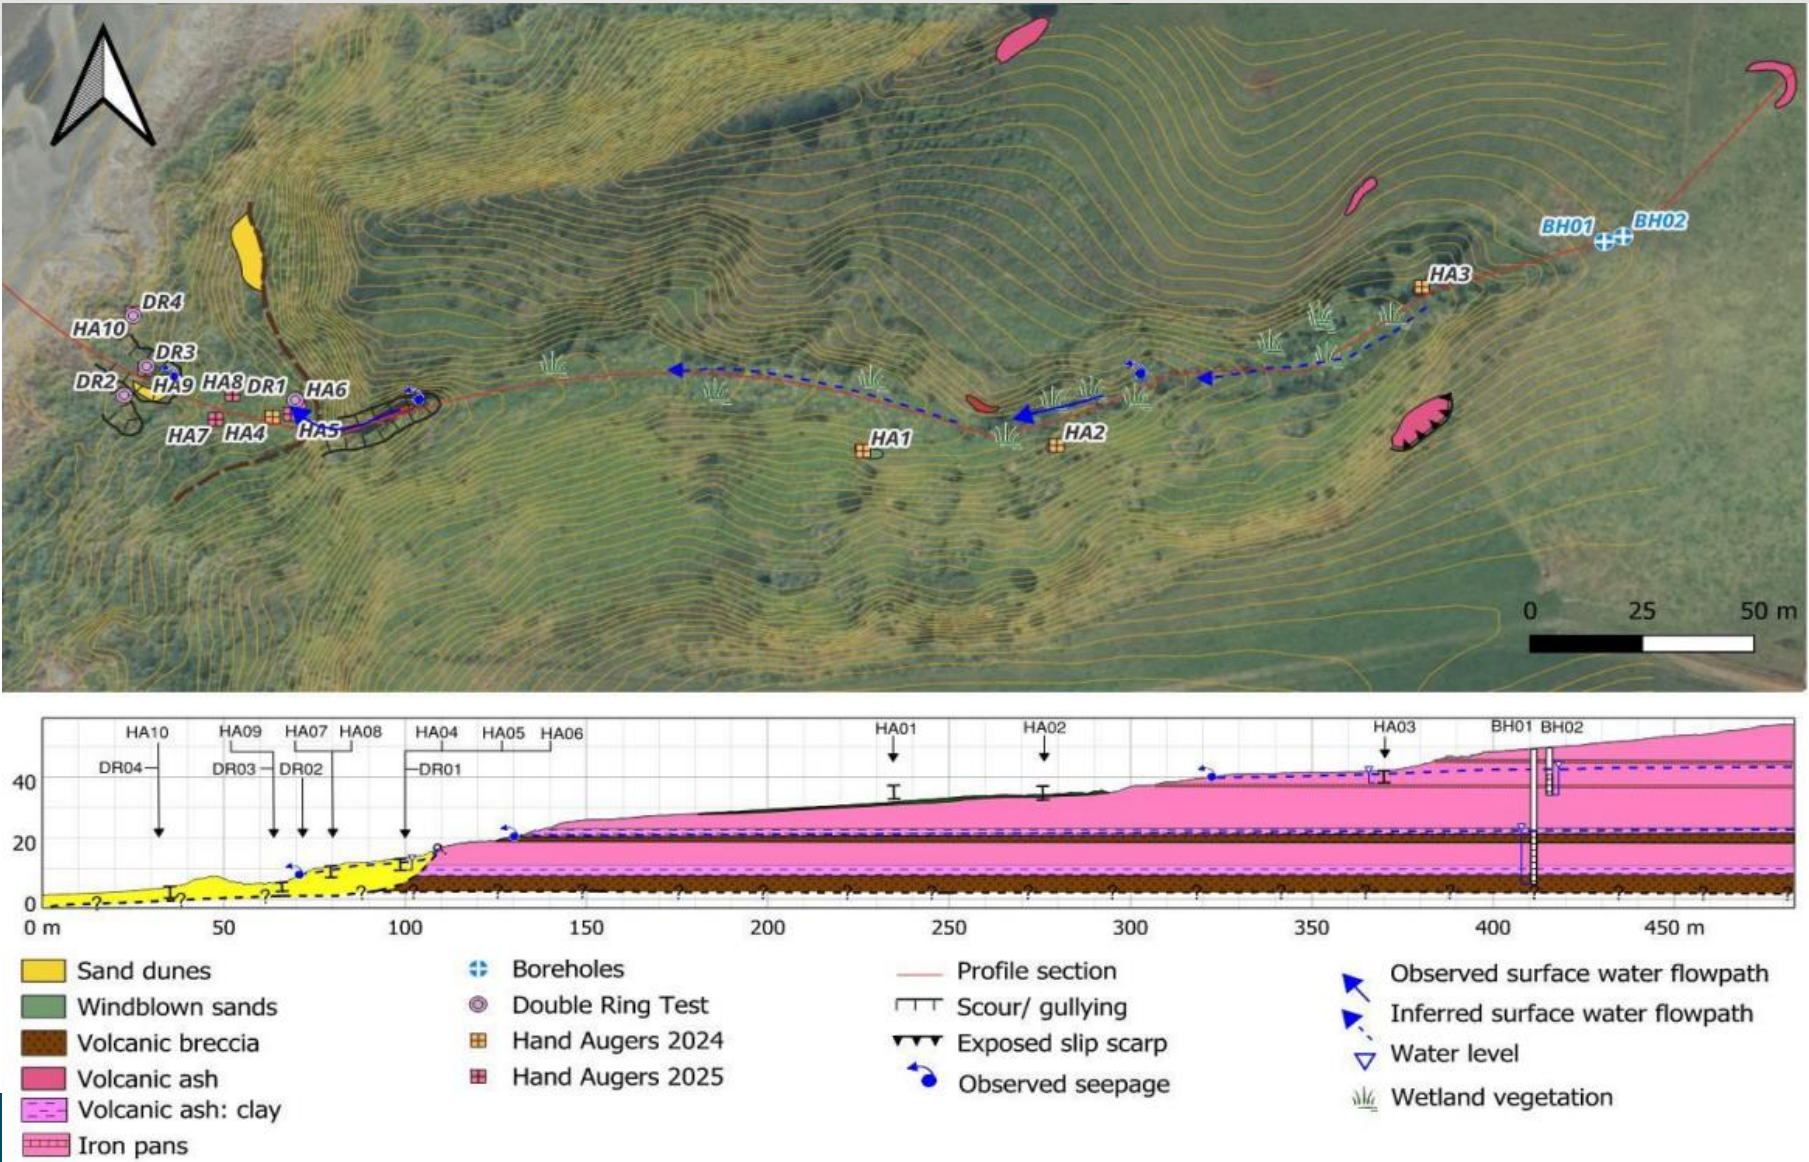 BH01 BH02
HA3
DR4
HA10
DR3
DR2 HA9 HA8 DR1 HA6
HA7 HA4 HA5
HA1 HA2
0 25 50 m
HA10 HA09 HA07 HA08 HA04 HA05 HA06 HA01 HA02 HA03 BH01 BH02
DR04 DR03 DR02 DR01
40
20
0
? ? ? ? ? ? ? ? ? ? ? ? ? ? ?
0 m 50 100 150 200 250 300 350 400 450 m
Sand dunes
Windblown sands
Volcanic breccia
Volcanic ash
Volcanic ash: clay
Iron pans
Boreholes
Double Ring Test
Hand Augers 2024
Hand Augers 2025
Profile section
Scour/ gullying
Exposed slip scarp
Observed seepage
Observed surface water flowpath
Inferred surface water flowpath
Water level
Wetland vegetation